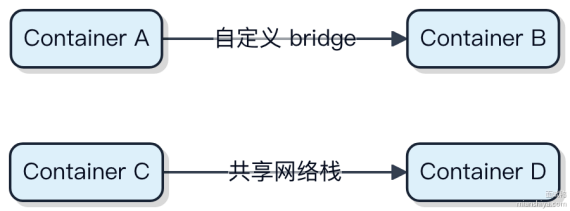 Container A
自定义 bridge
Container B
Container C
共享网络栈
Container D